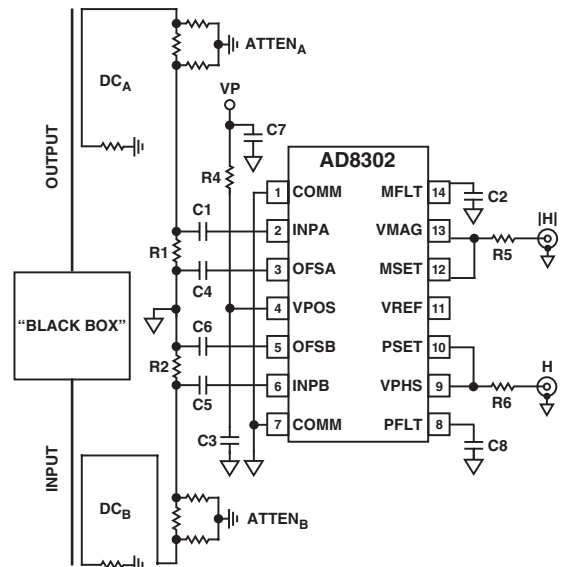 ATTENA
DCA
VP
C7
OUTPUT
R4
AD8302
1 COMM
MFLT 14
C2
C1
2 INPA
VMAG 13
|H|
R1
3 OFSA
MSET 12
R5
C4
"BLACK BOX"
4 VPOS
VREF 11
C6
5 OFSB
PSET 10
H
R2
6 INPB
VPHS 9
C5
R6
7 COMM
PFLT 8
C3
C8
INPUT
DCB
ATTENB